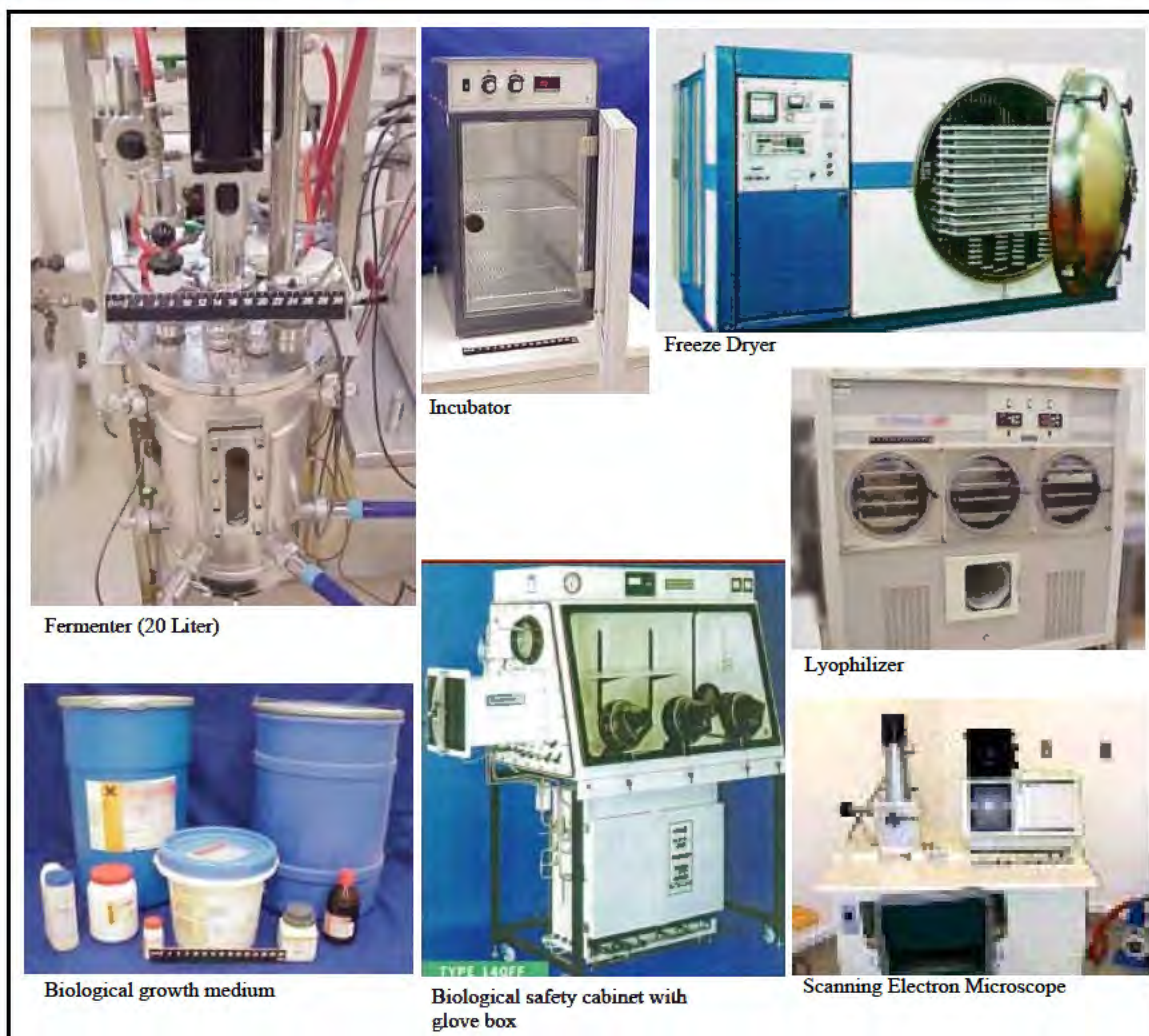 Freeze Dryer
Incubator
Fermenter (20 Liter)
Lyophilizer
TYPE 140FF
Biological growth medium
Biological safety cabinet with
glove box
Scanning Electron Microscope